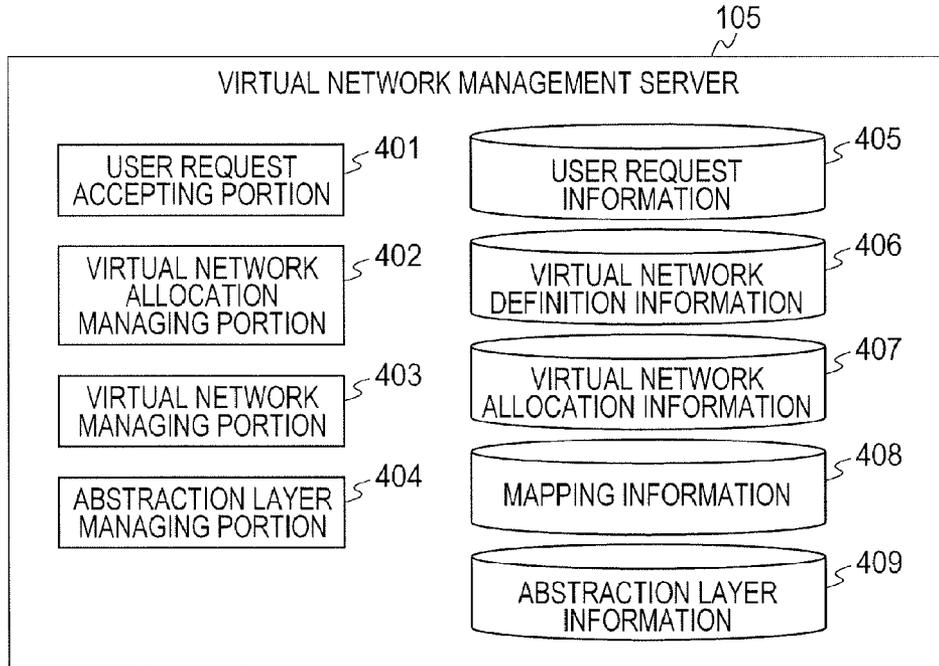 105
VIRTUAL NETWORK MANAGEMENT SERVER
401
USER REQUEST
ACCEPTING PORTION
402
VIRTUAL NETWORK
ALLOCATION
MANAGING PORTION
403
VIRTUAL NETWORK
MANAGING PORTION
404
ABSTRACTION LAYER
MANAGING PORTION
405
USER REQUEST
INFORMATION
406
VIRTUAL NETWORK
DEFINITION INFORMATION
407
VIRTUAL NETWORK
ALLOCATION INFORMATION
408
MAPPING INFORMATION
409
ABSTRACTION LAYER
INFORMATION